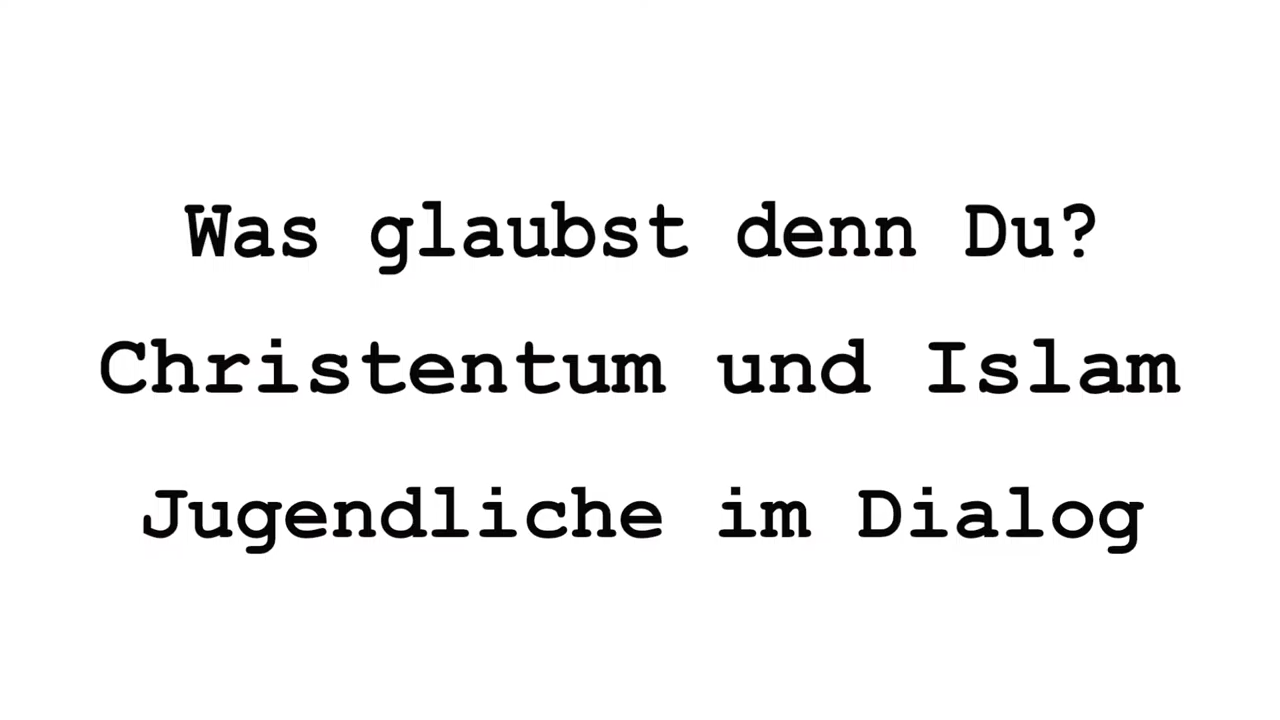 Was glaubst denn Du?
Christentum und Islam
Jugendliche im Dialog